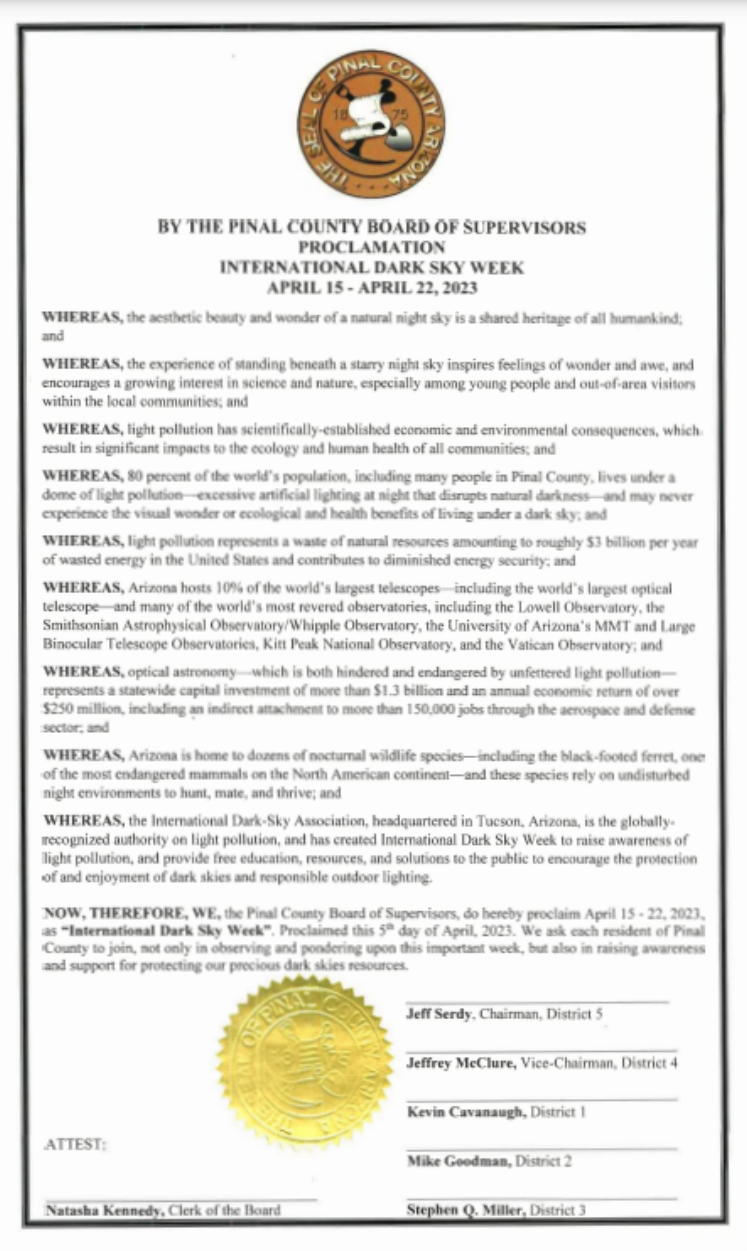 THE SEAL OF PINAL COUNTY ARIZONA
1875
BY THE PINAL COUNTY BOARD OF SUPERVISORS
PROCLAMATION
INTERNATIONAL DARK SKY WEEK
APRIL 15 - APRIL 22, 2023
WHEREAS, the aesthetic beauty and wonder of a natural night sky is a shared heritage of all humankind;
and
WHEREAS, the experience of standing beneath a starry night sky inspires feelings of wonder and awe, and
encourages a growing interest in science and nature, especially among young people and out-of-area visitors
within the local communities; and
WHEREAS, light pollution has scientifically-established economic and environmental consequences, which
result in significant impacts to the ecology and human health of all communities; and
WHEREAS, 80 percent of the world's population, including many people in Pinal County, lives under a
dome of light pollution—excessive artificial lighting at night that disrupts natural darkness—and may never
experience the visual wonder or ecological and health benefits of living under a dark sky; and
WHEREAS, light pollution represents a waste of natural resources amounting to roughly $3 billion per year
of wasted energy in the United States and contributes to diminished energy security; and
WHEREAS, Arizona hosts 10% of the world's largest telescopes—including the world's largest optical
telescope—and many of the world's most revered observatories, including the Lowell Observatory, the
Smithsonian Astrophysical Observatory/Whipple Observatory, the University of Arizona's MMT and Large
Binocular Telescope Observatories, Kitt Peak National Observatory, and the Vatican Observatory; and
WHEREAS, optical astronomy—which is both hindered and endangered by unfettered light pollution—
represents a statewide capital investment of more than $1.3 billion and an annual economic return of over
$250 million, including an indirect attachment to more than 150,000 jobs through the aerospace and defense
sector; and
WHEREAS, Arizona is home to dozens of nocturnal wildlife species—including the black-footed ferret, one
of the most endangered mammals on the North American continent—and these species rely on undisturbed
night environments to hunt, mate, and thrive; and
WHEREAS, the International Dark-Sky Association, headquartered in Tucson, Arizona, is the globally-
recognized authority on light pollution, and has created International Dark Sky Week to raise awareness of
light pollution, and provide free education, resources, and solutions to the public to encourage the protection
of and enjoyment of dark skies and responsible outdoor lighting.
NOW, THEREFORE, WE, the Pinal County Board of Supervisors, do hereby proclaim April 15 - 22, 2023,
as "International Dark Sky Week". Proclaimed this 5th day of April, 2023. We ask each resident of Pinal
County to join, not only in observing and pondering upon this important week, but also in raising awareness
and support for protecting our precious dark skies resources.
THE SEAL OF PINAL COUNTY ARIZONA
1875
Jeff Serdy, Chairman, District 5
Jeffrey McClure, Vice-Chairman, District 4
Kevin Cavanaugh, District 1
ATTEST:
Mike Goodman, District 2
Natasha Kennedy, Clerk of the Board
Stephen Q. Miller, District 3